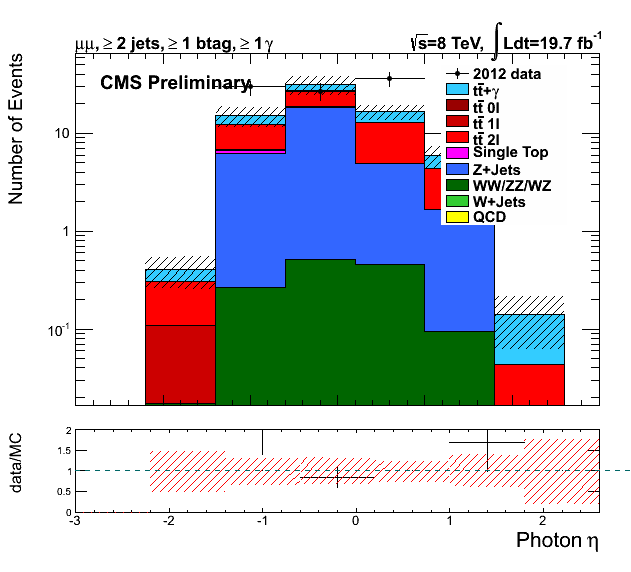 μμ, ≥ 2 jets, ≥ 1 btag, ≥ 1 γ
√s=8 TeV, ∫ Ldt=19.7 fb⁻¹
CMS Preliminary
2012 data
tt̄+γ
tt̄ 0l
tt̄ 1l
tt̄ 2l
Single Top
Z+Jets
WW/ZZ/WZ
W+Jets
QCD
Number of Events
10
1
10⁻¹
data/MC
2
1.5
1
0.5
0
-3 -2 -1 0 1 2
Photon η